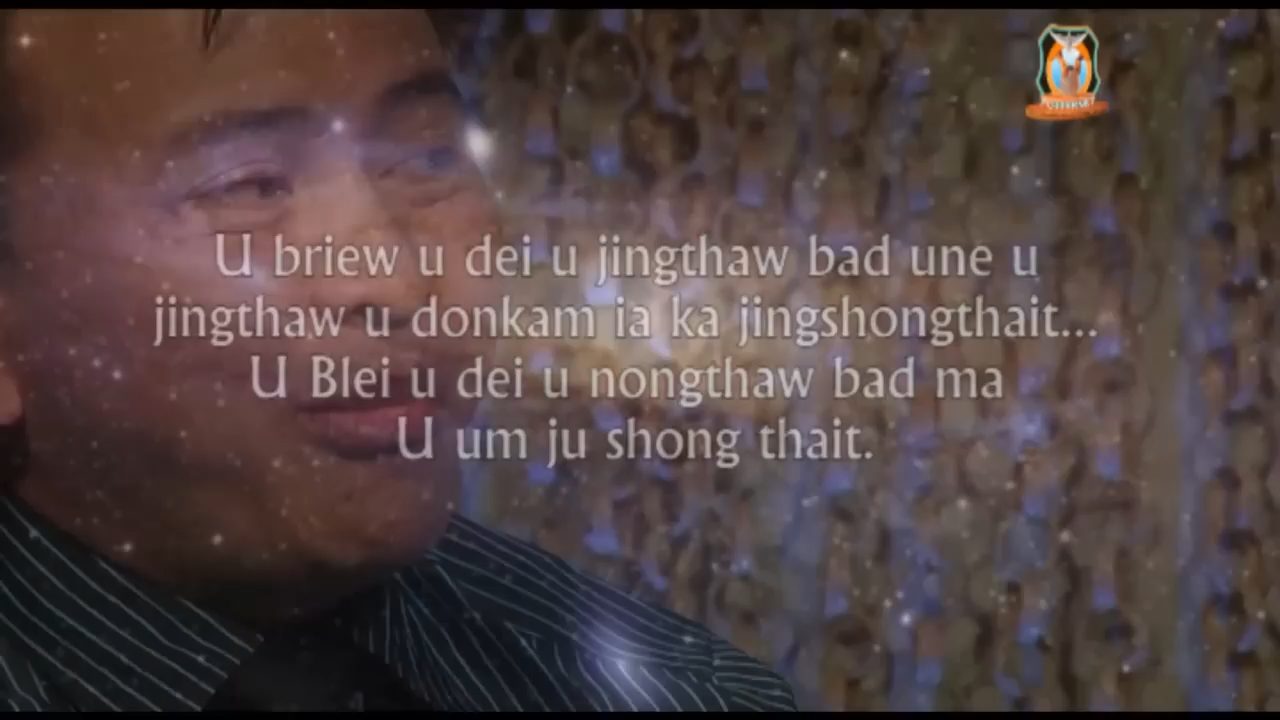 U briew u dei u jingthaw bad une u
jingthaw u donkam ia ka jingshongthait...
U Blei u dei u nongthaw bad ma
U um ju shong thait.